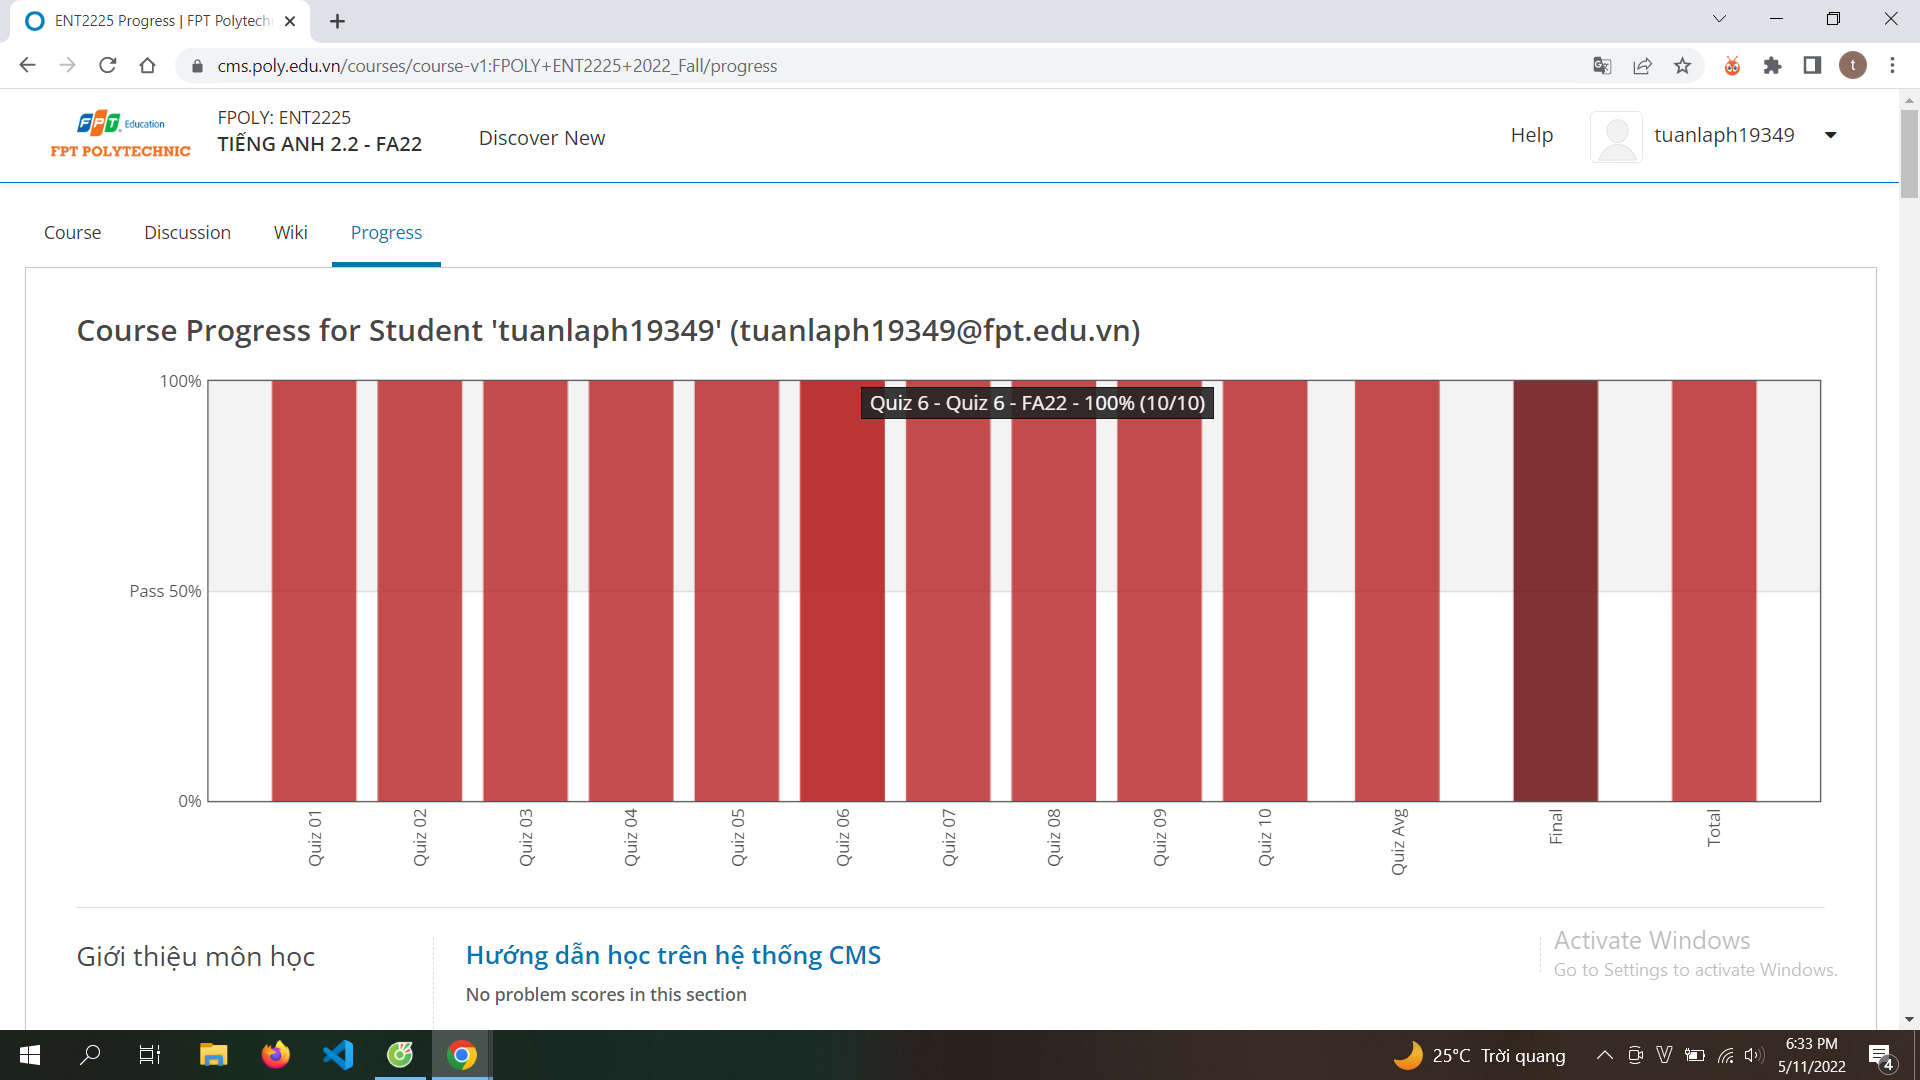 ENT2225 Progress | FPT Polytechn
cms.poly.edu.vn/courses/course-v1:FPOLY+ENT2225+2022_Fall/progress
t
FPT Education
FPT POLYTECHNIC
FPOLY: ENT2225
TIẾNG ANH 2.2 - FA22
Discover New
Help
tuanlaph19349
Course
Discussion
Wiki
Progress
Course Progress for Student 'tuanlaph19349' (tuanlaph19349@fpt.edu.vn)
100%
Quiz 6 - Quiz 6 - FA22 - 100% (10/10)
Pass 50%
0%
Quiz 01
Quiz 02
Quiz 03
Quiz 04
Quiz 05
Quiz 06
Quiz 07
Quiz 08
Quiz 09
Quiz 10
Quiz Avg
Final
Total
Giới thiệu môn học
Hướng dẫn học trên hệ thống CMS
No problem scores in this section
Activate Windows
Go to Settings to activate Windows.
25°C Trời quang
V
6:33 PM
5/11/2022
4